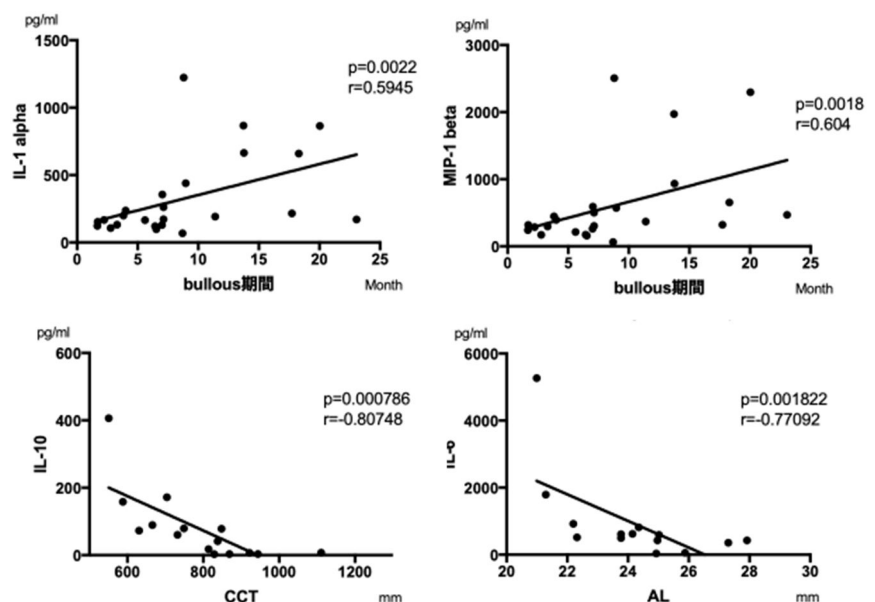 pg/ml
1500
1000
500
0
IL-1 alpha
p=0.0022
r=0.5945
0 5 10 15 20 25
bullous期間
Month
pg/ml
3000
2000
1000
0
MIP-1 beta
p=0.0018
r=0.604
0 5 10 15 20 25
bullous期間
Month
pg/ml
600
400
200
0
IL-10
p=0.000786
r=-0.80748
600 800 1000 1200
CCT
mm
pg/ml
6000
4000
2000
0
IL-6
p=0.001822
r=-0.77092
20 22 24 26 28
AL
mm